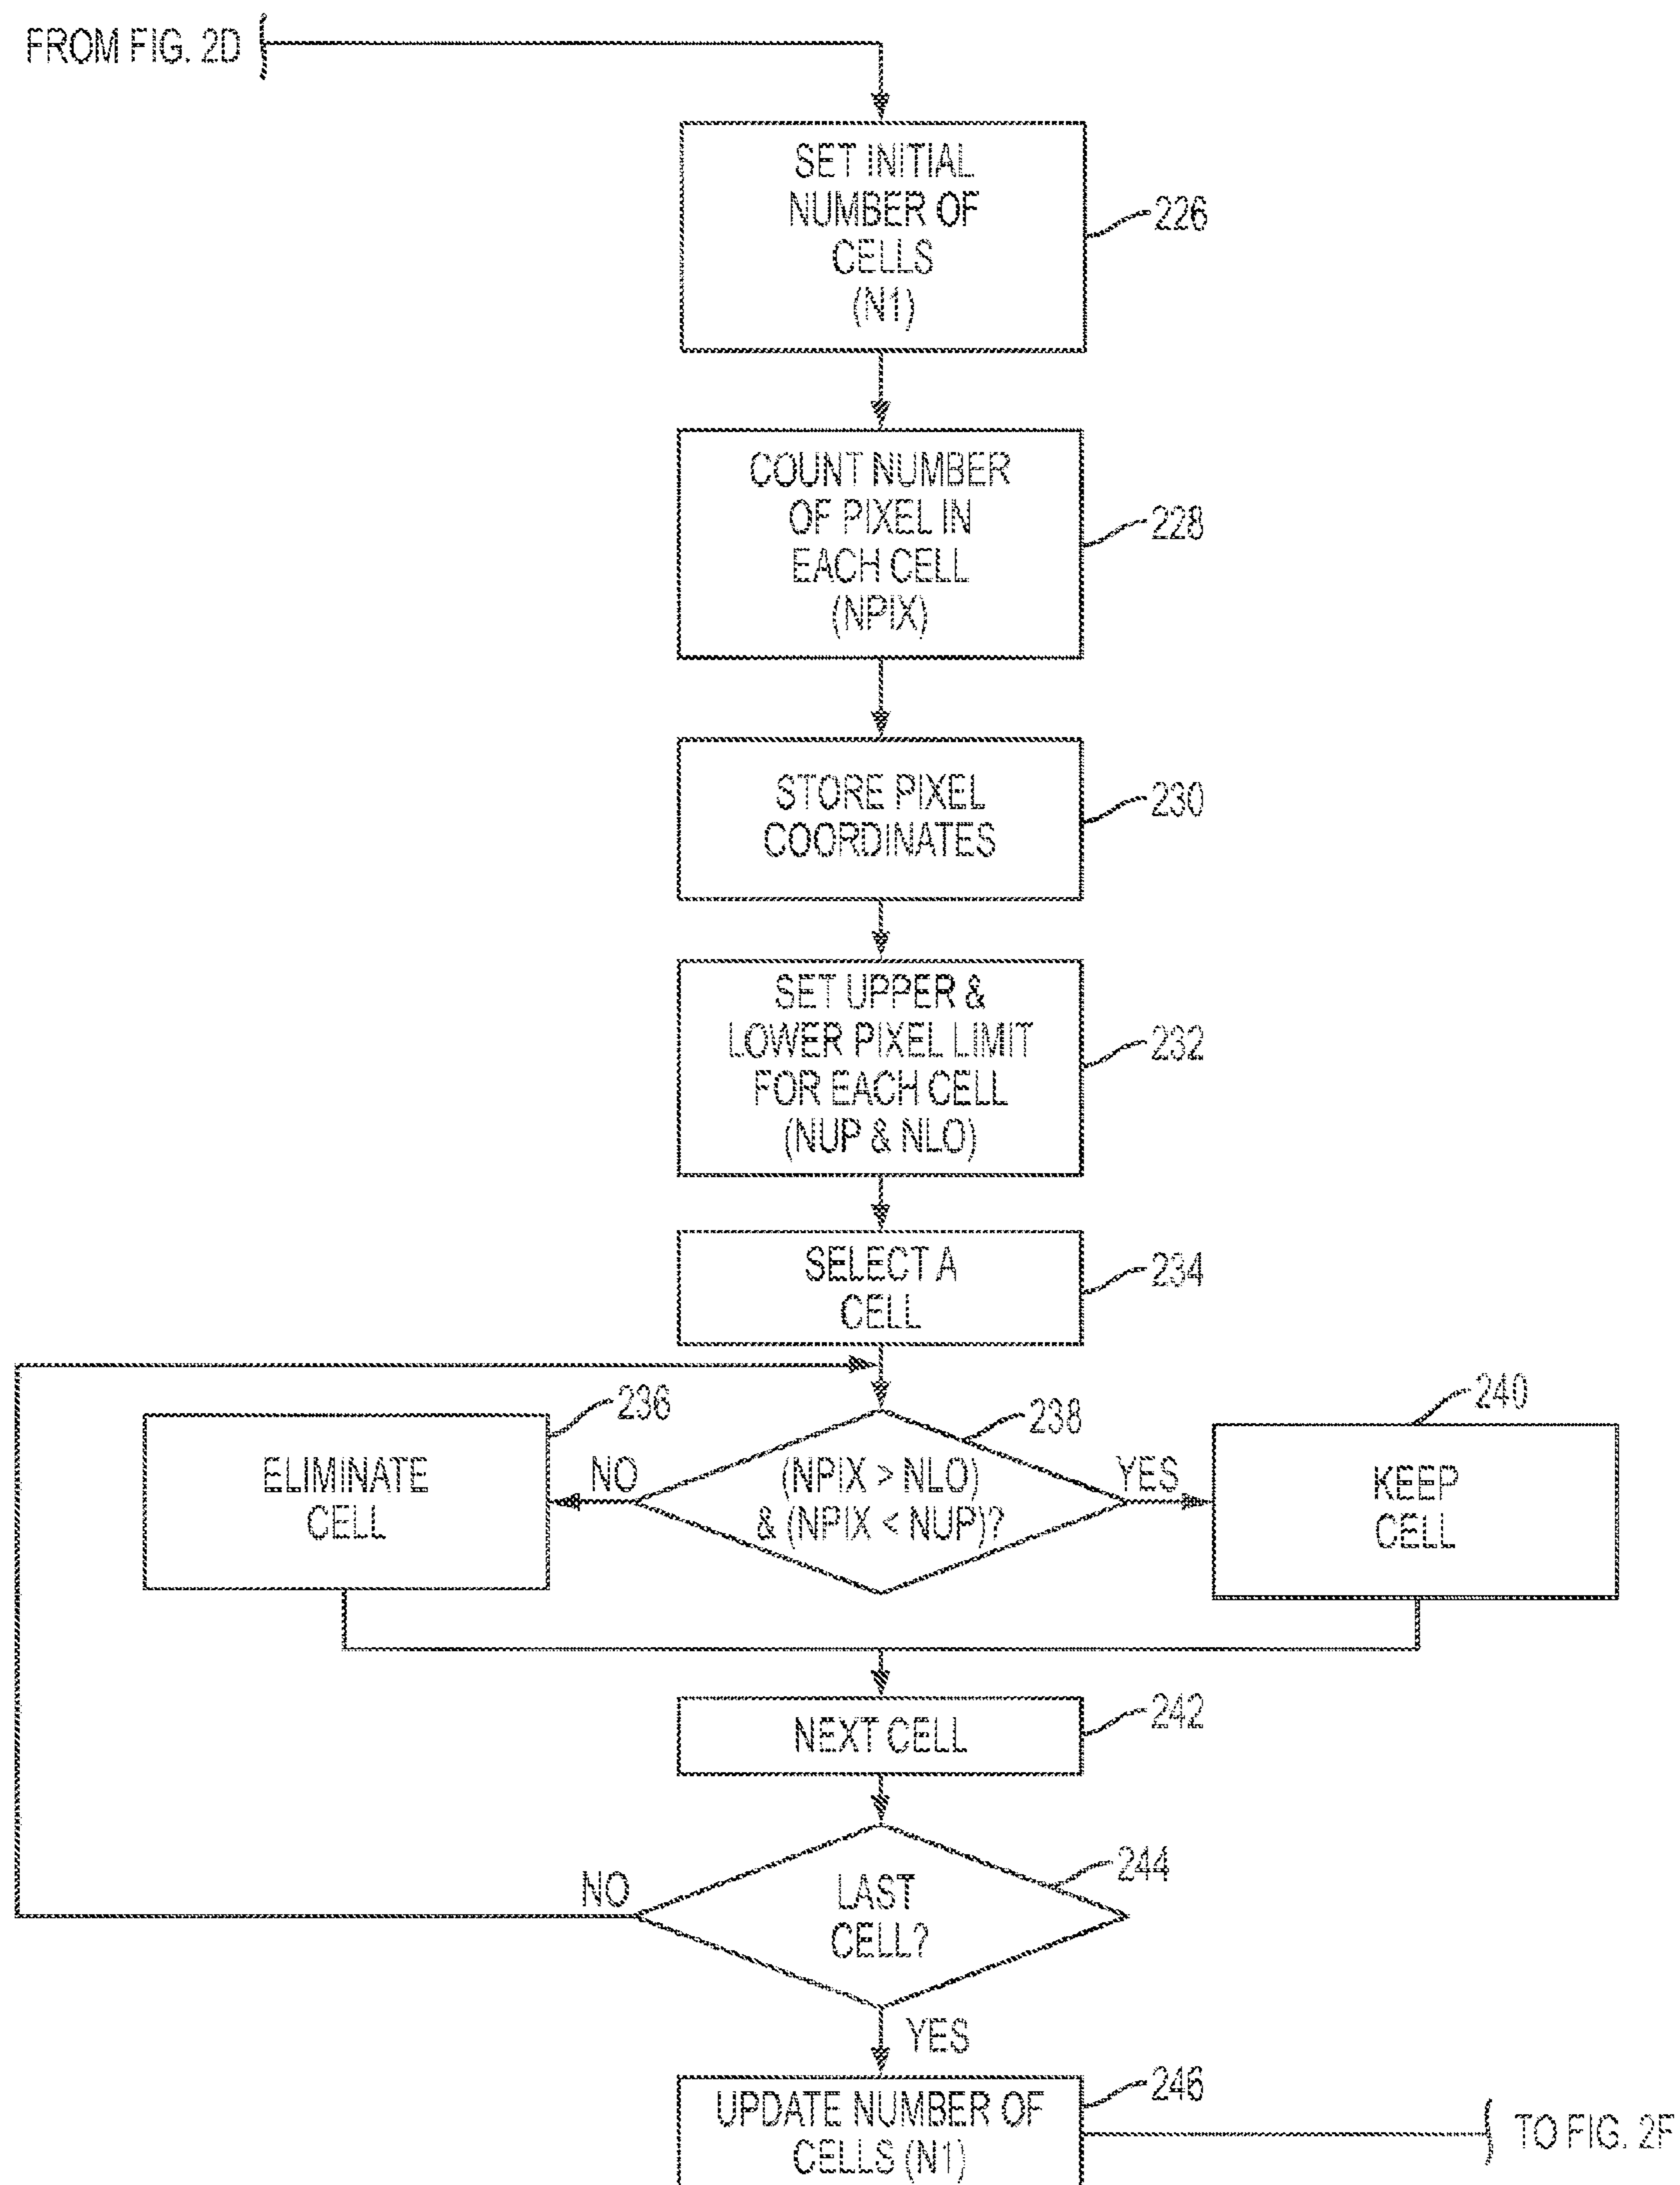 FROM FIG. 2D
SET INITIAL
NUMBER OF
CELLS
(N1)
226
COUNT NUMBER
OF PIXEL IN
EACH CELL
(NPIX)
228
STORE PIXEL
COORDINATES
230
SET UPPER &
LOWER PIXEL LIMIT
FOR EACH CELL
(NUP & NLO)
232
SELECT A
CELL
234
236
ELIMINATE
CELL
NO
238
(NPIX > NLO)
& (NPIX < NUP)?
YES
240
KEEP
CELL
NEXT CELL
242
NO
LAST
CELL?
244
YES
UPDATE NUMBER OF
CELLS (N1)
246
TO FIG. 2F